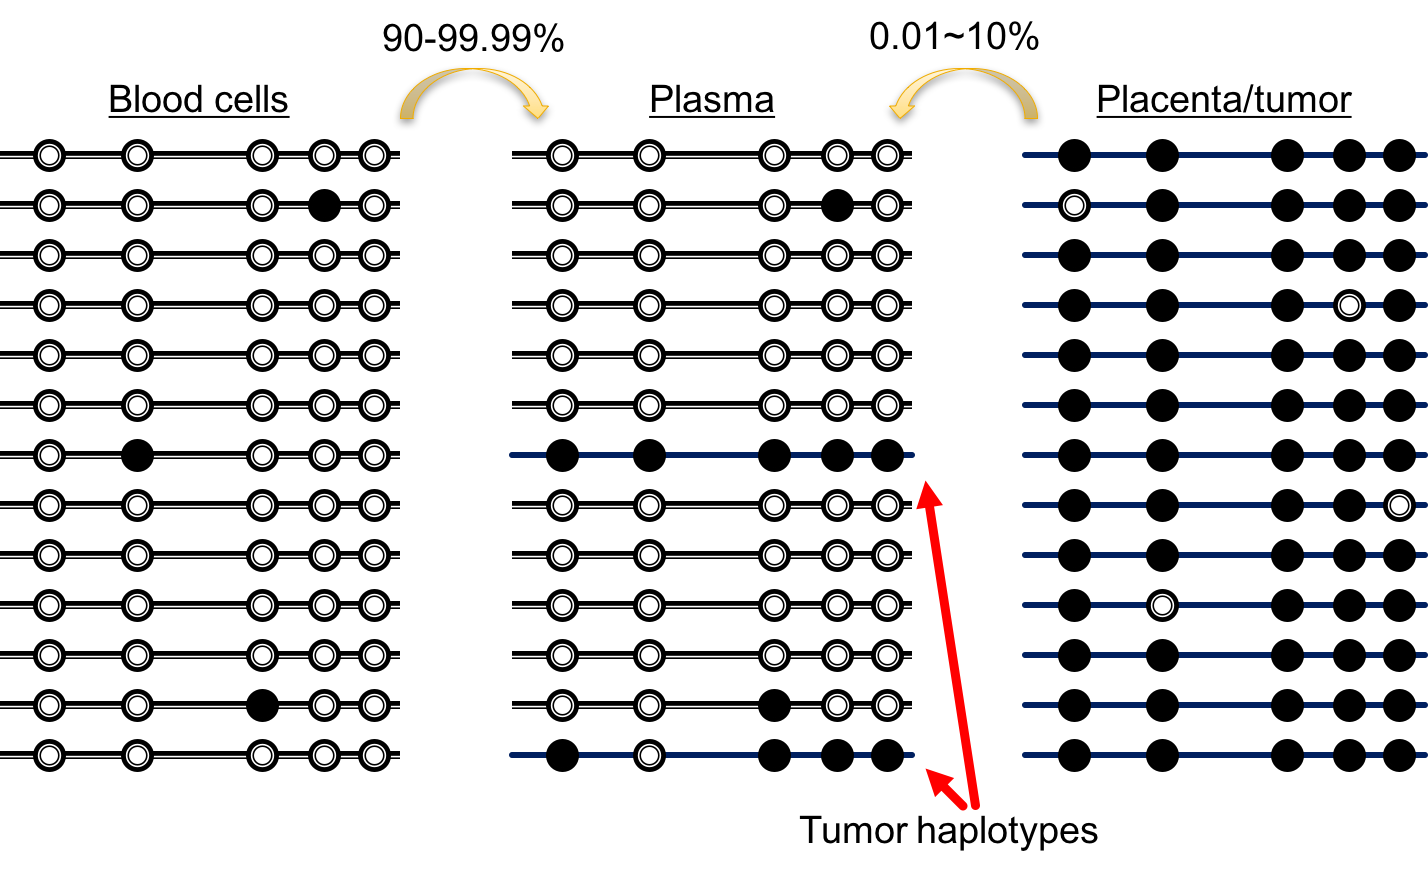 90-99.99%
0.01~10%
Blood cells
Plasma
Placenta/tumor
Tumor haplotypes